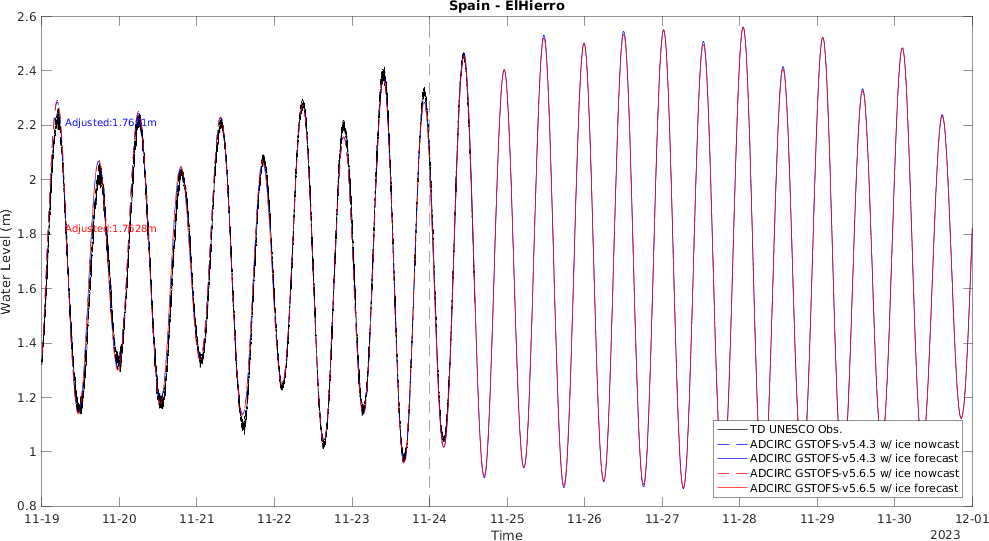 Spain - ElHierro
2.6
2.4
2.2
2
1.8
1.6
1.4
1.2
1
0.8
Water Level (m)
Adjusted:1.7641m
Adjusted:1.7628m
TD UNESCO Obs.
ADCIRC GSTOFS-v5.4.3 w/ ice nowcast
ADCIRC GSTOFS-v5.4.3 w/ ice forecast
ADCIRC GSTOFS-v5.6.5 w/ ice nowcast
ADCIRC GSTOFS-v5.6.5 w/ ice forecast
11-19 11-20 11-21 11-22 11-23 11-24 11-25 11-26 11-27 11-28 11-29 11-30 12-01
Time
2023